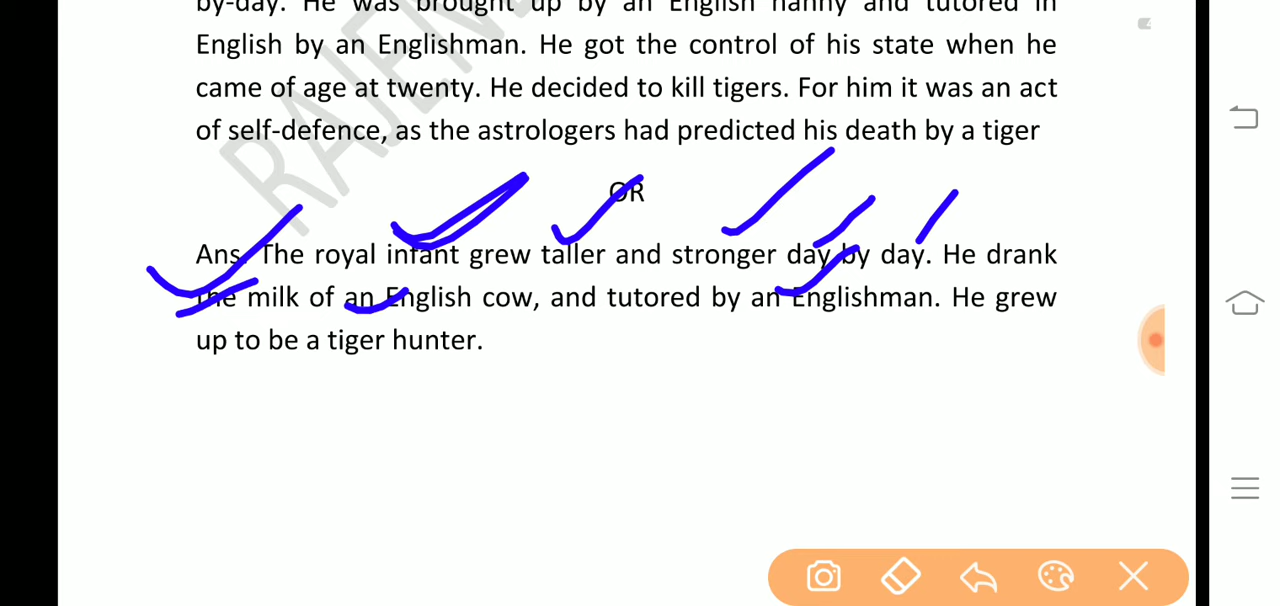 by-day. He was brought up by an English nanny and tutored in
English by an Englishman. He got the control of his state when he
came of age at twenty. He decided to kill tigers. For him it was an act
of self-defence, as the astrologers had predicted his death by a tiger
OR
Ans. The royal infant grew taller and stronger day by day. He drank
the milk of an English cow, and tutored by an Englishman. He grew
up to be a tiger hunter.
RAJEN